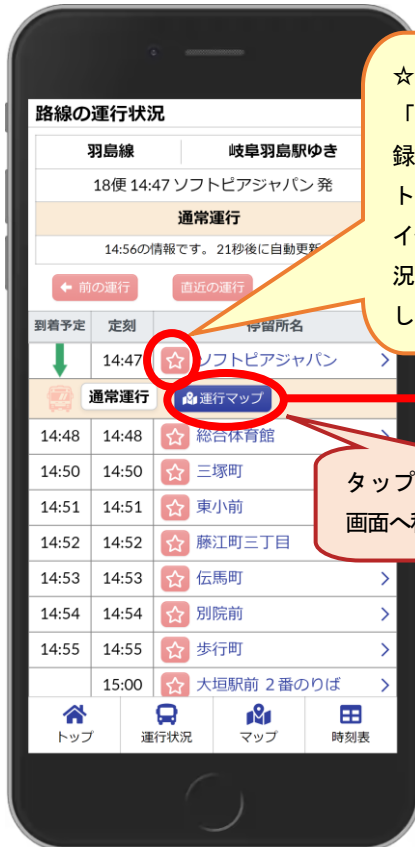 路線の運行状況
羽島線 岐阜羽島駅ゆき
18便 14:47 ソフトピアジャパン 発
通常運行
14:56の情報です。21秒後に自動更新
前の運行 直近の運行
到着予定 定刻 停留所名
14:47 ソフトピアジャパン
通常運行 運行マップ
14:48 14:48 総合体育館
14:50 14:50 三塚町
14:51 14:51 東小前
14:52 14:52 藤江町三丁目
14:53 14:53 伝馬町
14:54 14:54 別院前
14:55 14:55 歩行町
15:00 大垣駅前 2番のりば
トップ 運行状況 マップ 時刻表
☆
「
録
ト
イ
況
し
タップ
画面へ